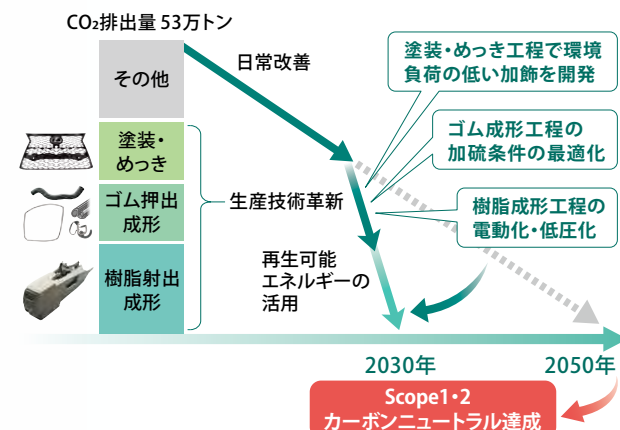 CO₂排出量 53万トン
その他
塗装・
めっき
ゴム押出
成形
樹脂射出
成形
日常改善
生産技術革新
再生可能
エネルギーの
活用
塗装・めっき工程で環境
負荷の低い加飾を開発
ゴム成形工程の
加硫条件の最適化
樹脂成形工程の
電動化・低圧化
2030年
2050年
Scope1・2
カーボンニュートラル達成